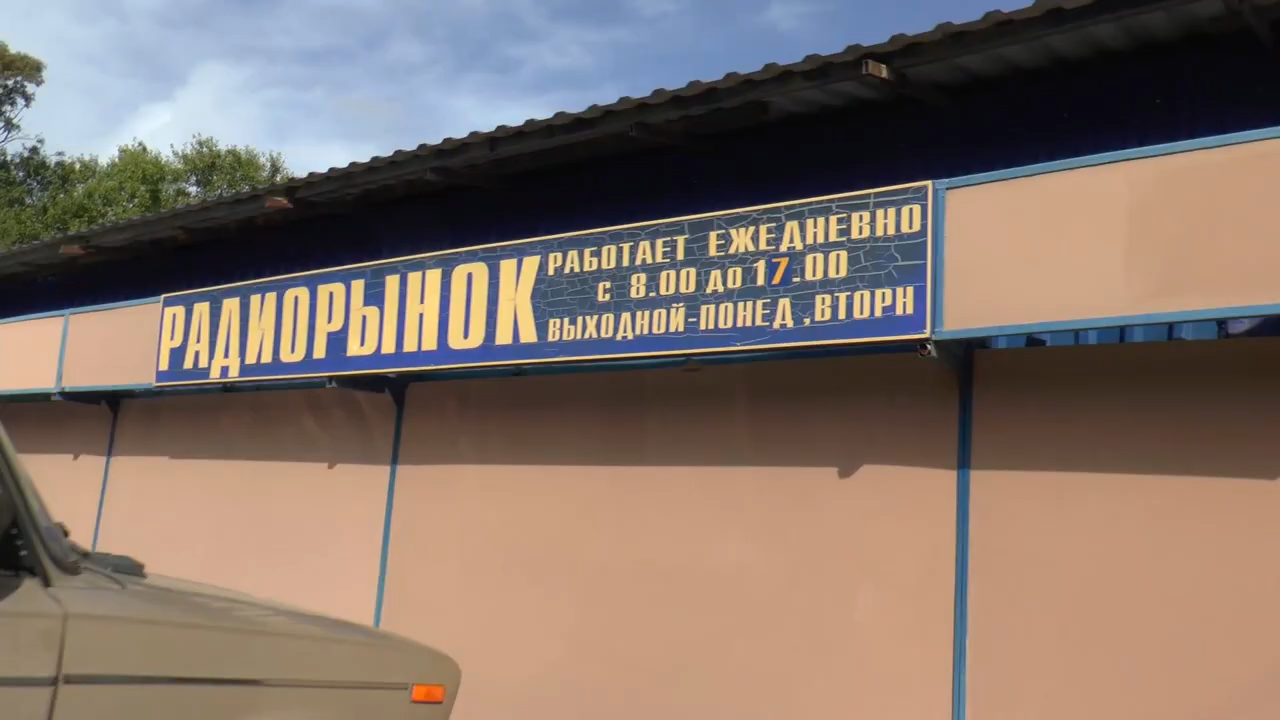 РАДИОРЫНОК
РАБОТАЕТ ЕЖЕДНЕВНО
С 8.00 ДО 17.00
ВЫХОДНОЙ-ПОНЕД ,ВТОРН